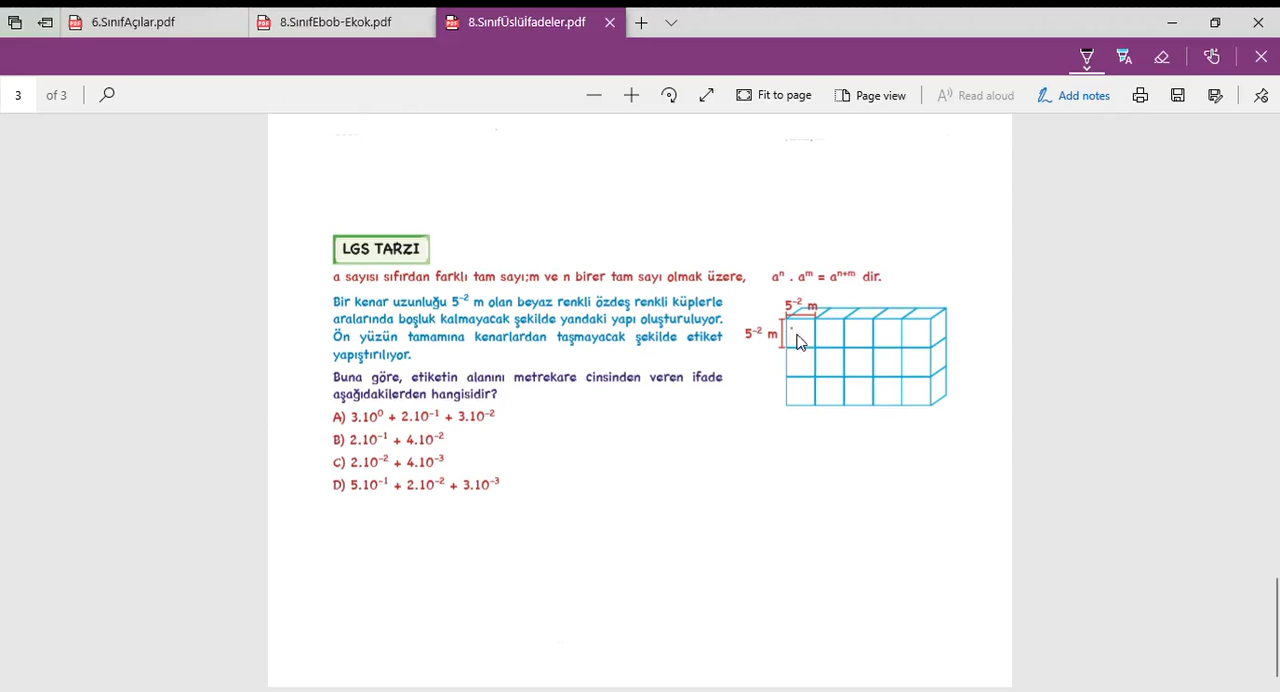 6.SınıfAçılar.pdf
8.SınıfEbob-Ekok.pdf
8.SınıfÜslüİfadeler.pdf
3 of 3
Fit to page
Page view
Read aloud
Add notes
LGS TARZI
a sayısı sıfırdan farklı tam sayı;m ve n birer tam sayı olmak üzere, aⁿ . aᵐ = aⁿ⁺ᵐ dir.
Bir kenar uzunluğu 5⁻² m olan beyaz renkli özdeş renkli küplerle
aralarında boşluk kalmayacak şekilde yandaki yapı oluşturuluyor.
Ön yüzün tamamına kenarlardan taşmayacak şekilde etiket
yapıştırılıyor.
Buna göre, etiketin alanını metrekare cinsinden veren ifade
aşağıdakilerden hangisidir?
A) 3.10⁰ + 2.10⁻¹ + 3.10⁻²
B) 2.10⁻¹ + 4.10⁻²
C) 2.10⁻² + 4.10⁻³
D) 5.10⁻¹ + 2.10⁻² + 3.10⁻³
5⁻² m
5⁻² m